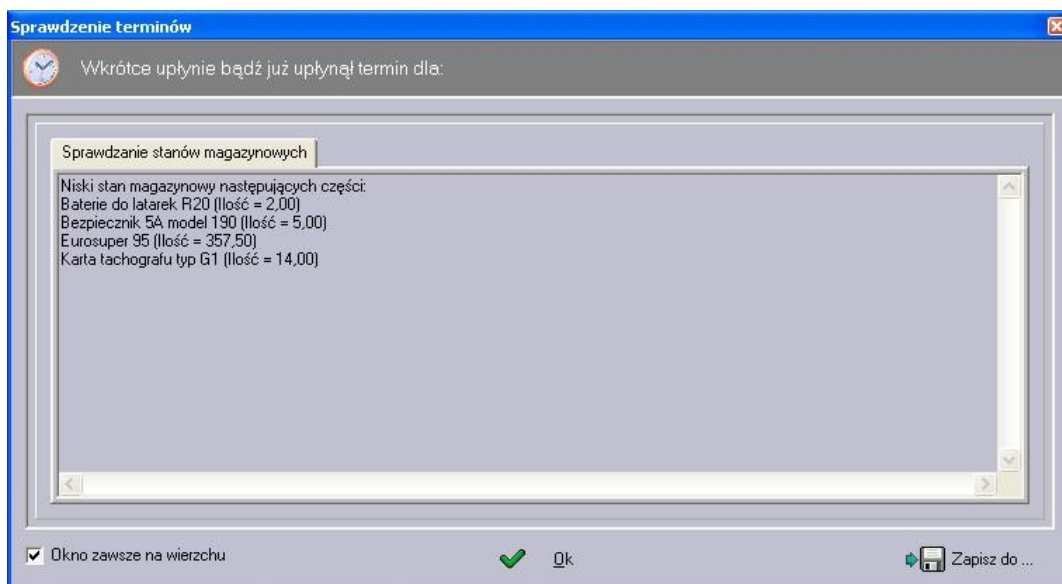 Sprawdzenie terminów
Wkrótce upłynie bądź już upłynął termin dla:
Sprawdzanie stanów magazynowych
Niski stan magazynowy następujących części:
Baterie do latarek R20 (Ilość = 2,00)
Bezpiecznik 5A model 190 (Ilość = 5,00)
Eurosuper 95 (Ilość = 357,50)
Karta tachografu typ G1 (Ilość = 14,00)
Okno zawsze na wierzchu
Ok
Zapisz do ...